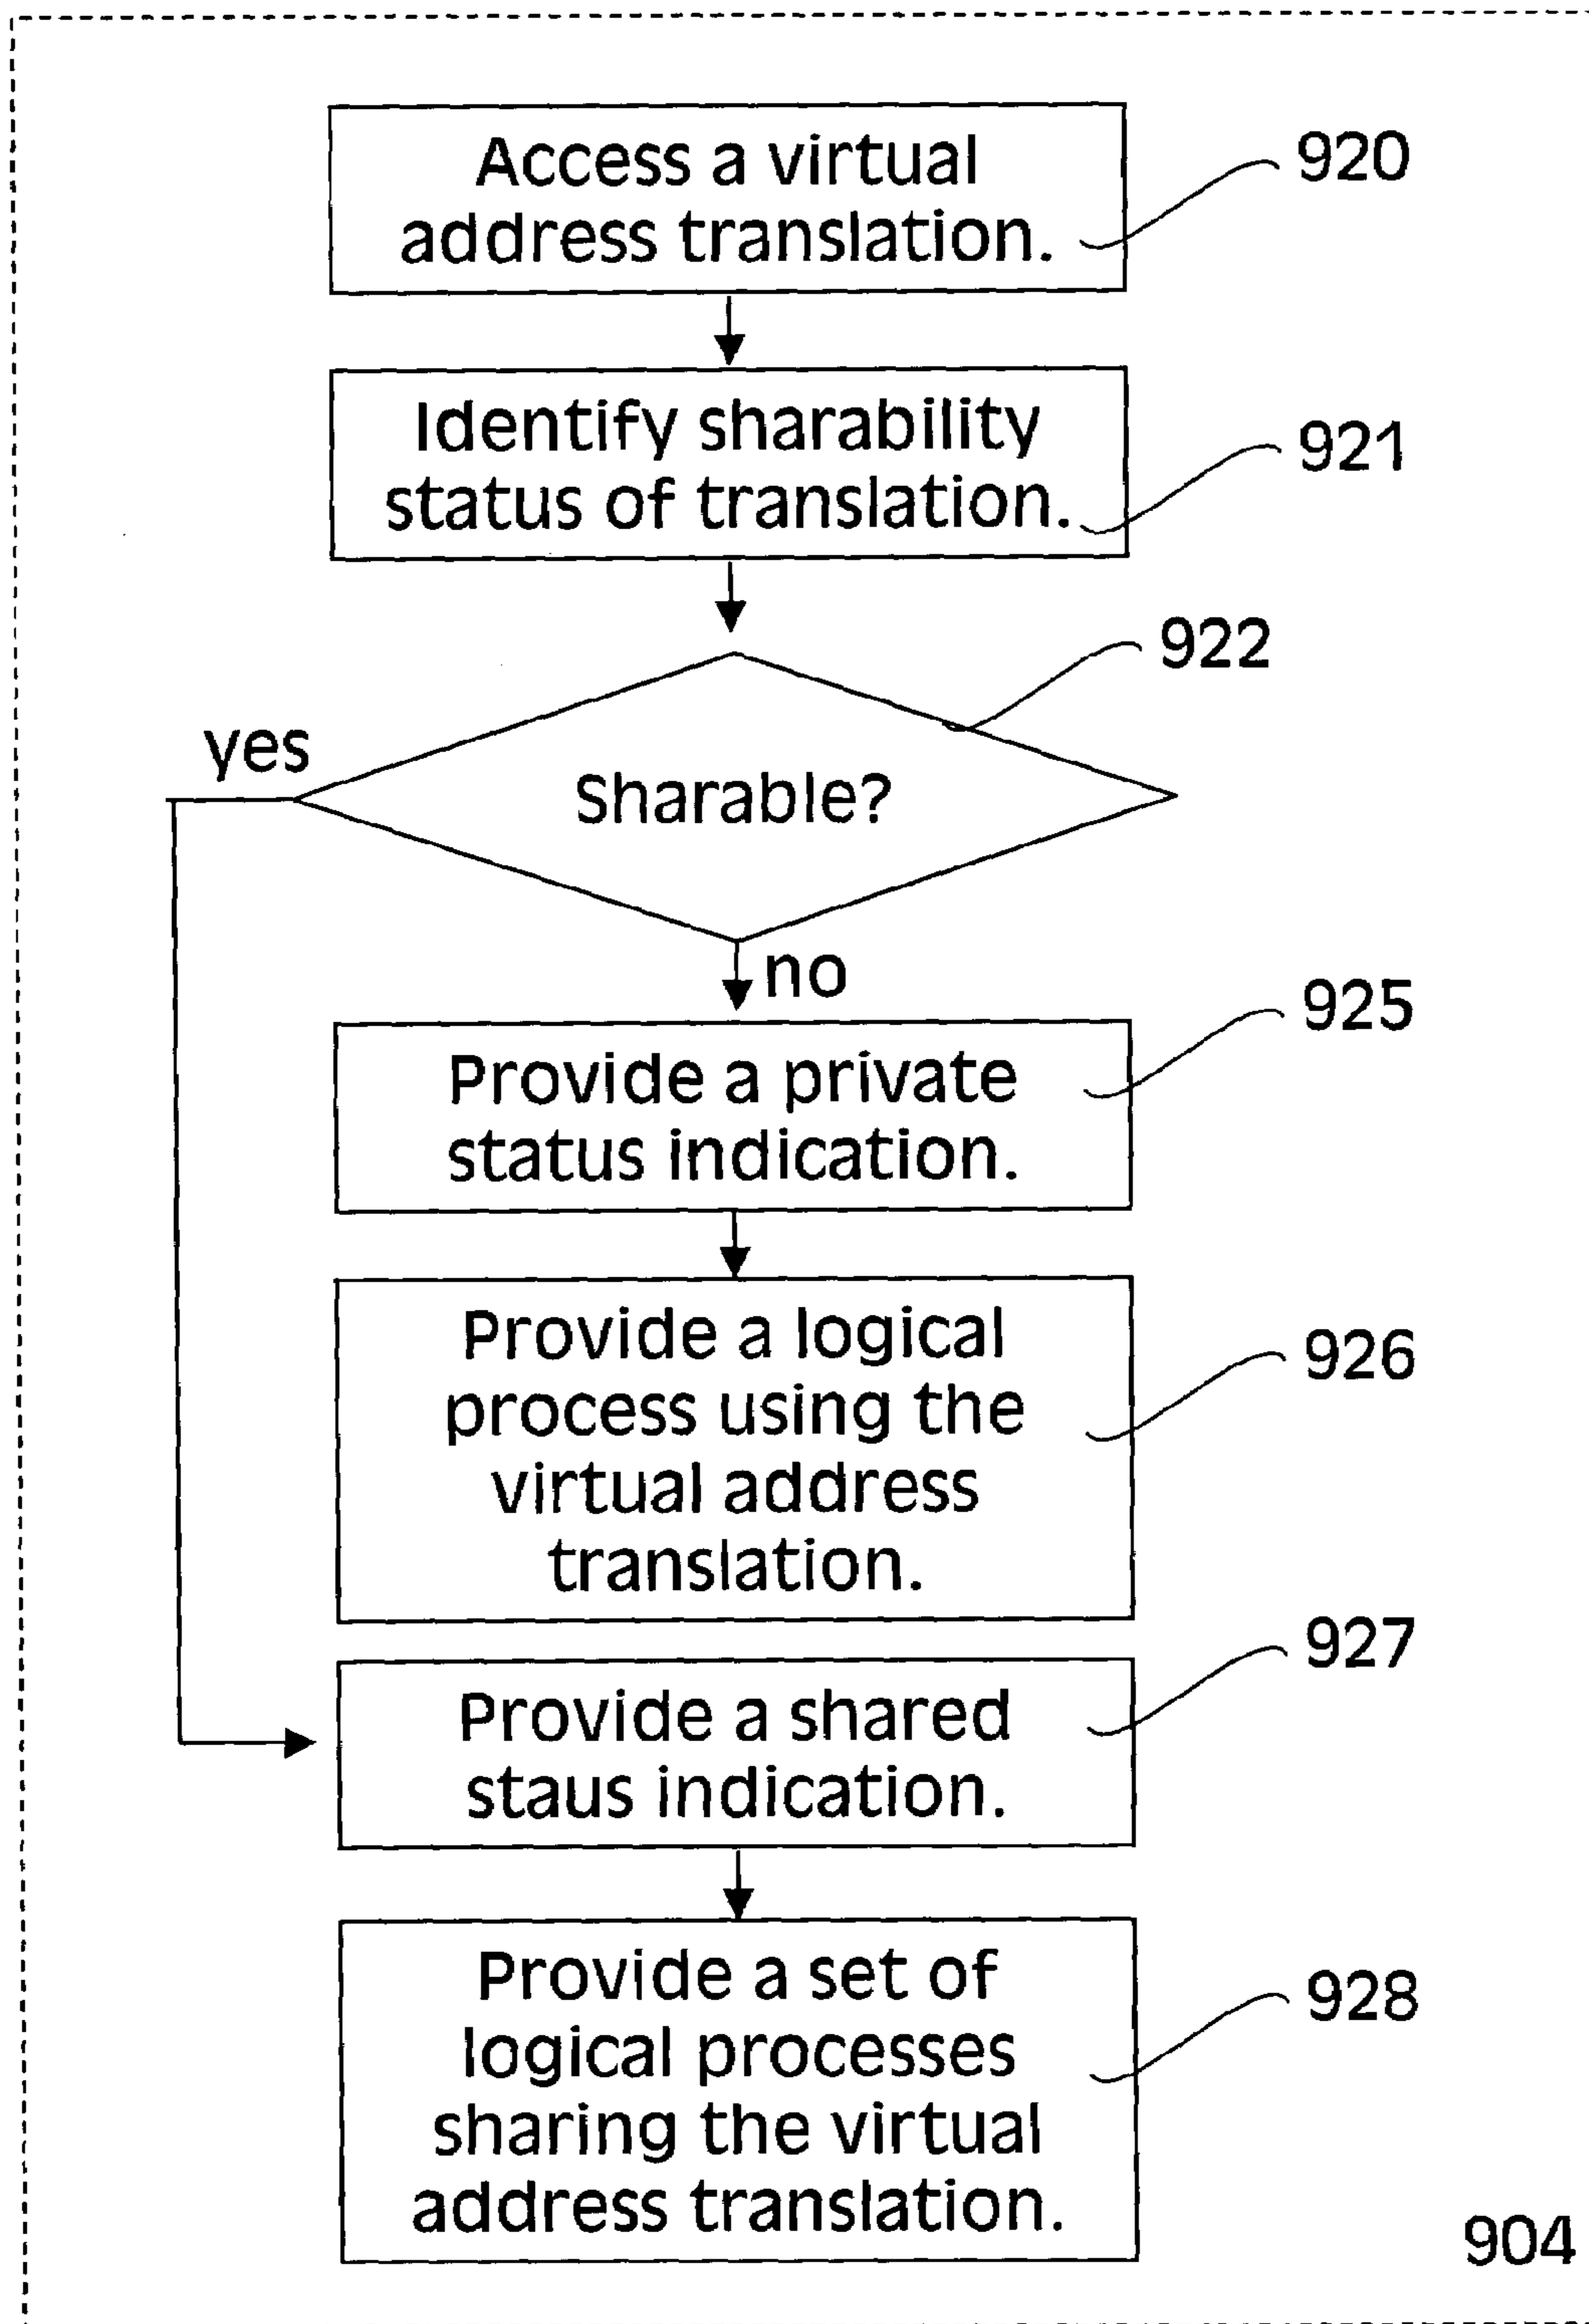 Access a virtual
address translation.
920
Identify sharability
status of translation.
921
922
yes
Sharable?
no
925
Provide a private
status indication.
Provide a logical
process using the
virtual address
translation.
926
927
Provide a shared
staus indication.
Provide a set of
logical processes
sharing the virtual
address translation.
928
904